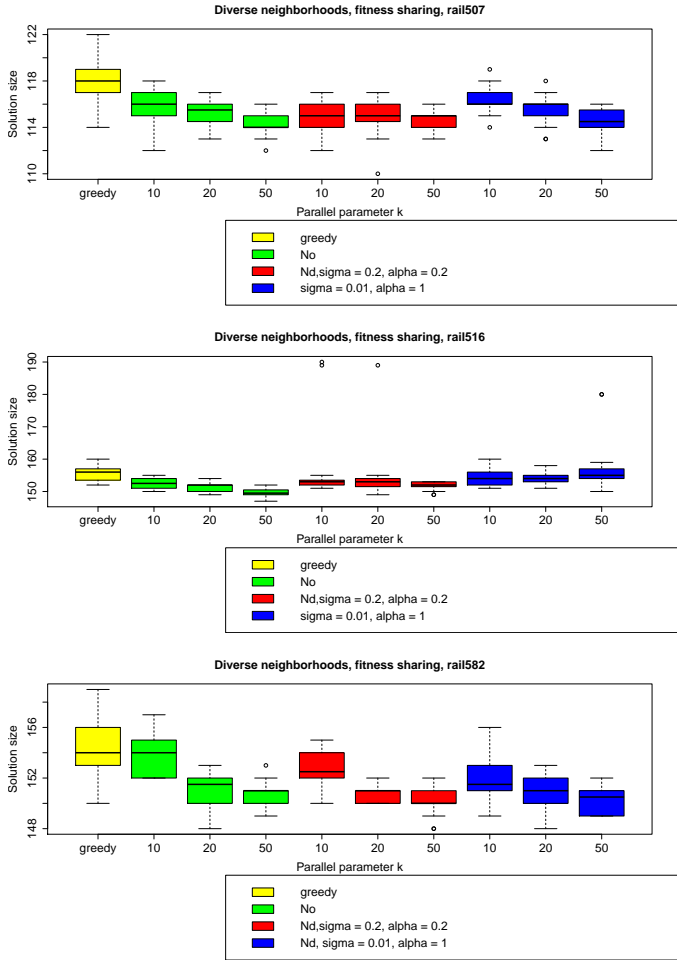 Diverse neighborhoods, fitness sharing, rail507
Solution size
110 114 118 122
greedy 10 20 50 10 20 50 10 20 50
Parallel parameter k
greedy
No
Nd,sigma = 0.2, alpha = 0.2
sigma = 0.01, alpha = 1
Diverse neighborhoods, fitness sharing, rail516
Solution size
150 160 170 180 190
greedy 10 20 50 10 20 50 10 20 50
Parallel parameter k
greedy
No
Nd,sigma = 0.2, alpha = 0.2
sigma = 0.01, alpha = 1
Diverse neighborhoods, fitness sharing, rail582
Solution size
148 152 156
greedy 10 20 50 10 20 50 10 20 50
Parallel parameter k
greedy
No
Nd,sigma = 0.2, alpha = 0.2
Nd, sigma = 0.01, alpha = 1